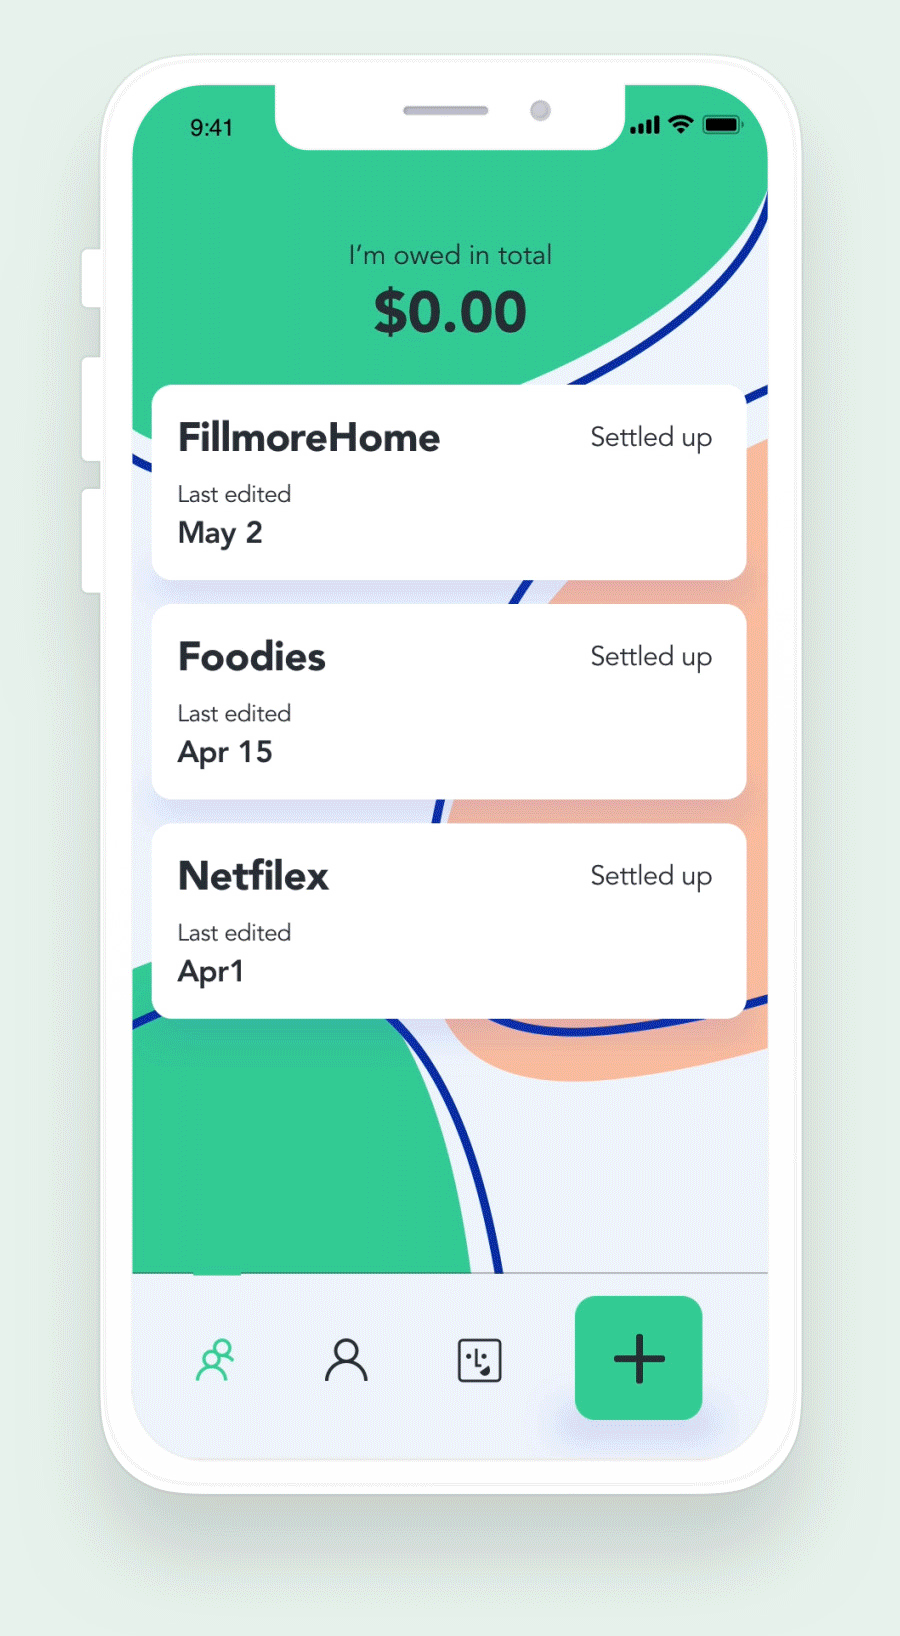 9:41
I'm owed in total
$0.00
FillmoreHome
Settled up
Last edited
May 2
Foodies
Settled up
Last edited
Apr 15
Netfilex
Settled up
Last edited
Apr1